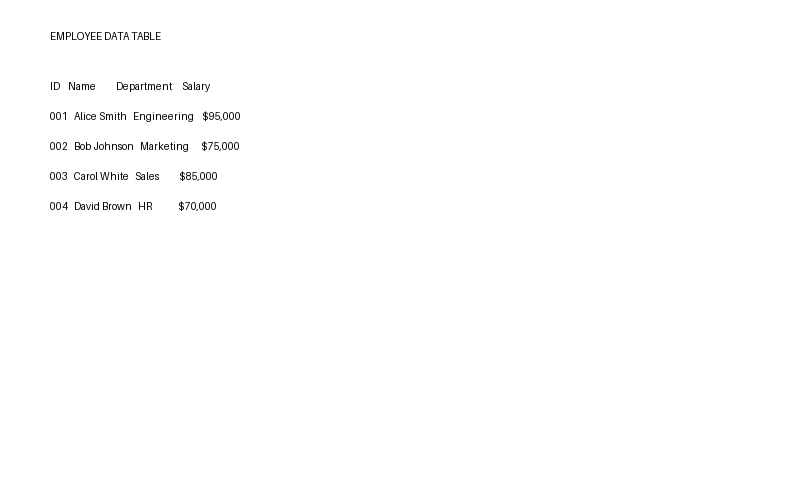 EMPLOYEE DATA TABLE
ID Name Department Salary
001 Alice Smith Engineering $95,000
002 Bob Johnson Marketing $75,000
003 Carol White Sales $85,000
004 David Brown HR $70,000